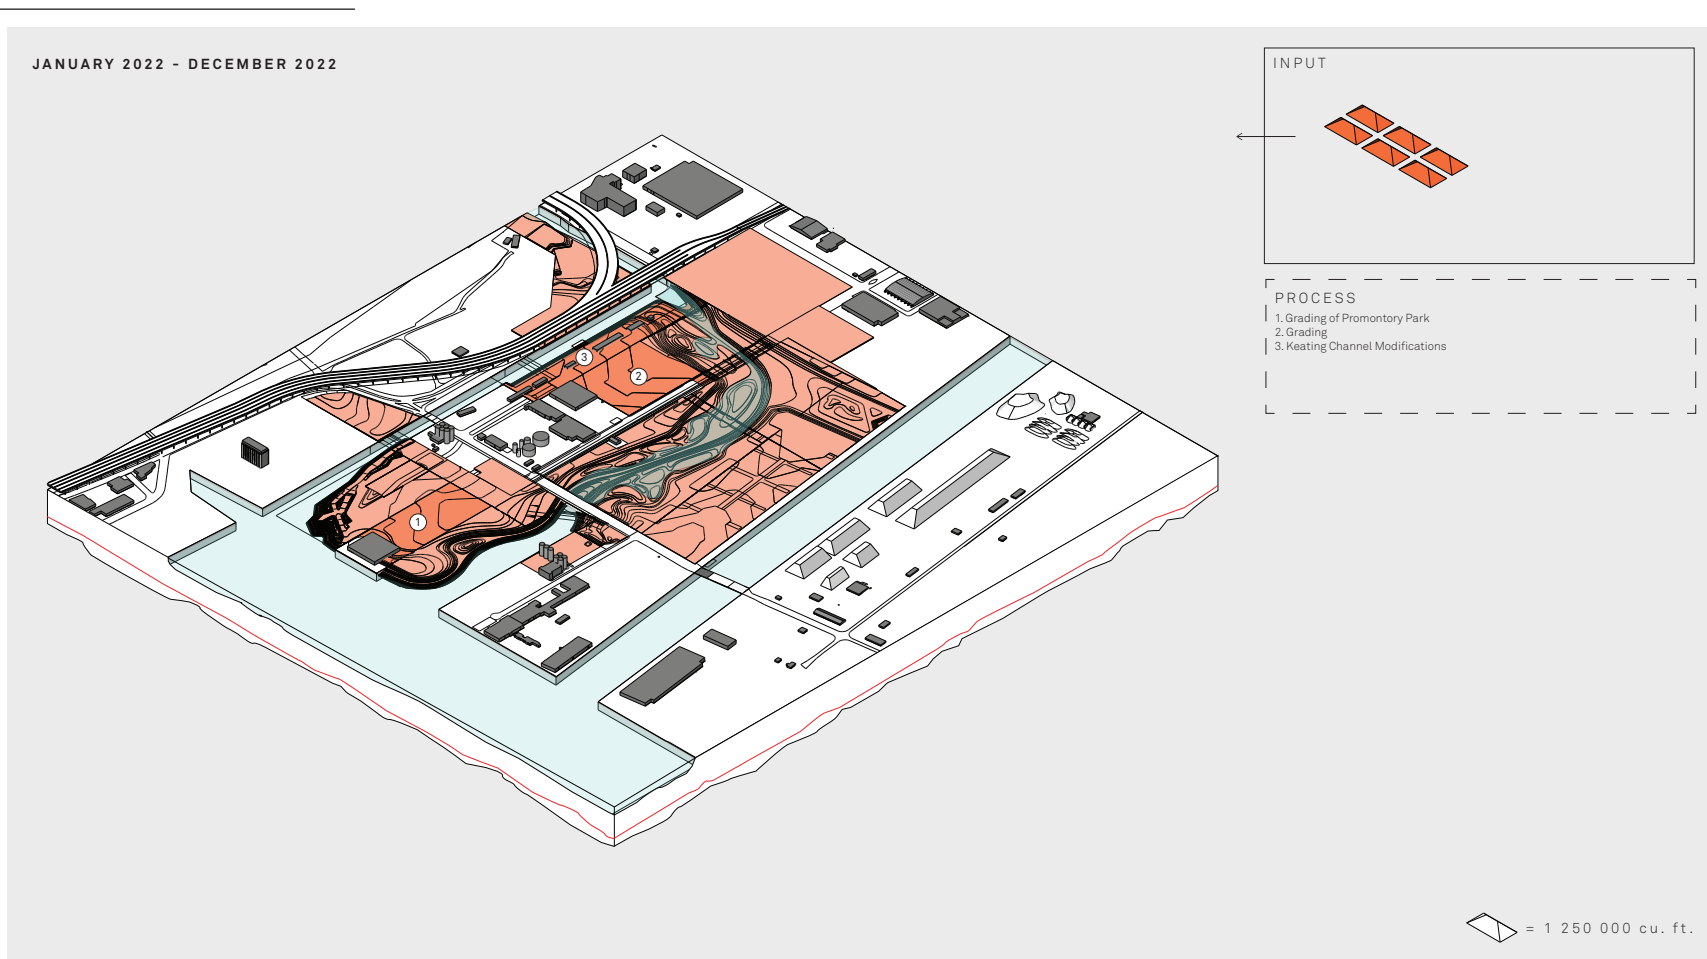 JANUARY 2022 - DECEMBER 2022
INPUT
PROCESS
1. Grading of Promontory Park
2. Grading
3. Keating Channel Modifications
3
2
1
= 1 250 000 cu. ft.